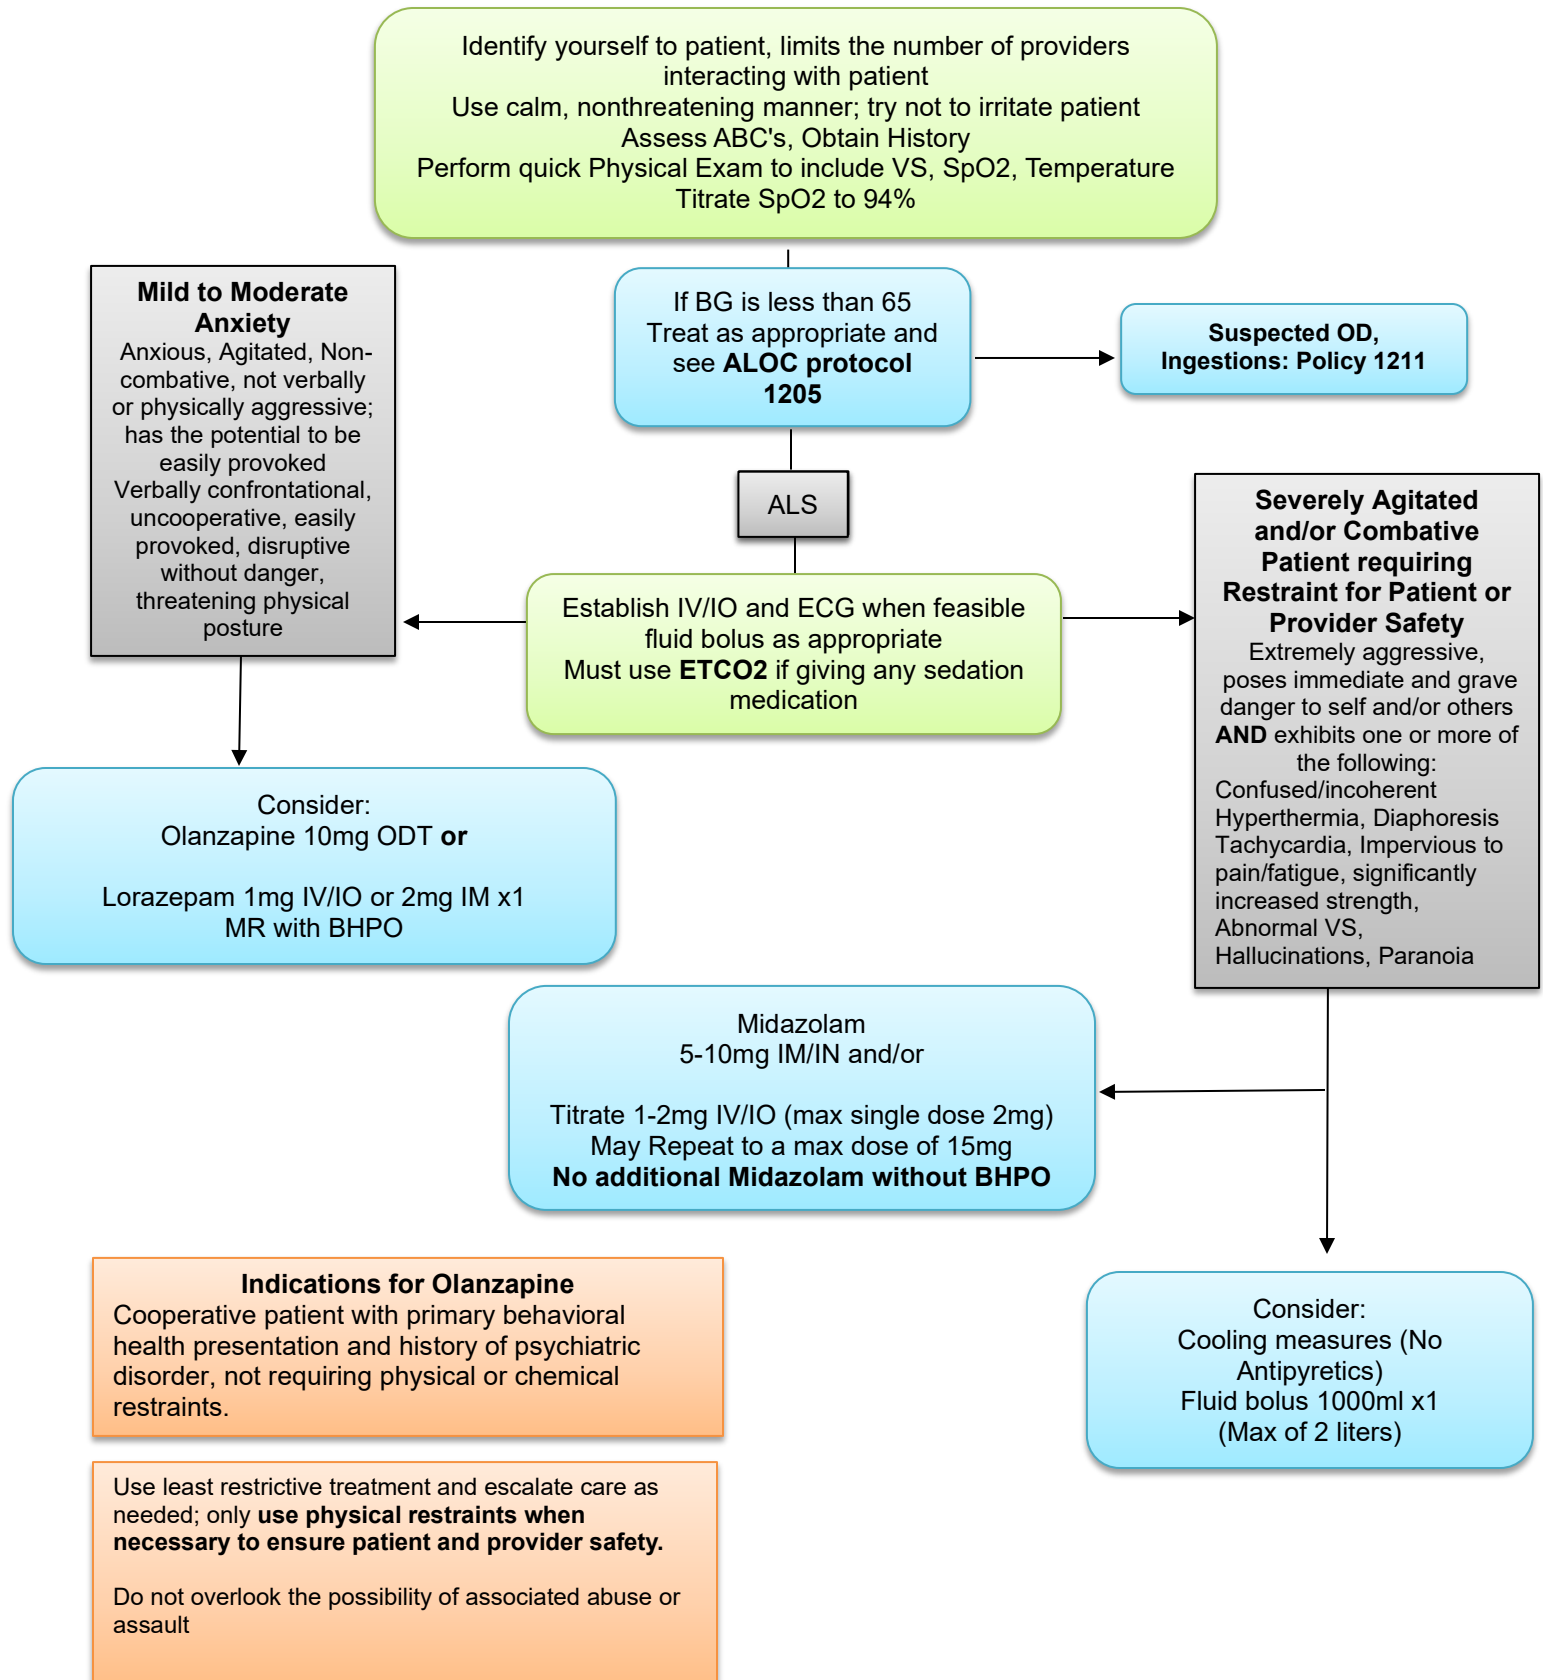 Identify yourself to patient, limits the number of providers
interacting with patient
Use calm, nonthreatening manner; try not to irritate patient
Assess ABC's, Obtain History
Perform quick Physical Exam to include VS, SpO2, Temperature
Titrate SpO2 to 94%
Mild to Moderate
Anxiety
Anxious, Agitated, Non-
combative, not verbally
or physically aggressive;
has the potential to be
easily provoked
Verbally confrontational,
uncooperative, easily
provoked, disruptive
without danger,
threatening physical
posture
If BG is less than 65
Treat as appropriate and
see ALOC protocol
1205
Suspected OD,
Ingestions: Policy 1211
ALS
Establish IV/IO and ECG when feasible
fluid bolus as appropriate
Must use ETCO2 if giving any sedation
medication
Severely Agitated
and/or Combative
Patient requiring
Restraint for Patient or
Provider Safety
Extremely aggressive,
poses immediate and grave
danger to self and/or others
AND exhibits one or more of
the following:
Confused/incoherent
Hyperthermia, Diaphoresis
Tachycardia, Impervious to
pain/fatigue, significantly
increased strength,
Abnormal VS,
Hallucinations, Paranoia
Consider:
Olanzapine 10mg ODT or
Lorazepam 1mg IV/IO or 2mg IM x1
MR with BHPO
Midazolam
5-10mg IM/IN and/or
Titrate 1-2mg IV/IO (max single dose 2mg)
May Repeat to a max dose of 15mg
No additional Midazolam without BHPO
Consider:
Cooling measures (No
Antipyretics)
Fluid bolus 1000ml x1
(Max of 2 liters)
Indications for Olanzapine
Cooperative patient with primary behavioral
health presentation and history of psychiatric
disorder, not requiring physical or chemical
restraints.
Use least restrictive treatment and escalate care as
needed; only use physical restraints when
necessary to ensure patient and provider safety.
Do not overlook the possibility of associated abuse or
assault